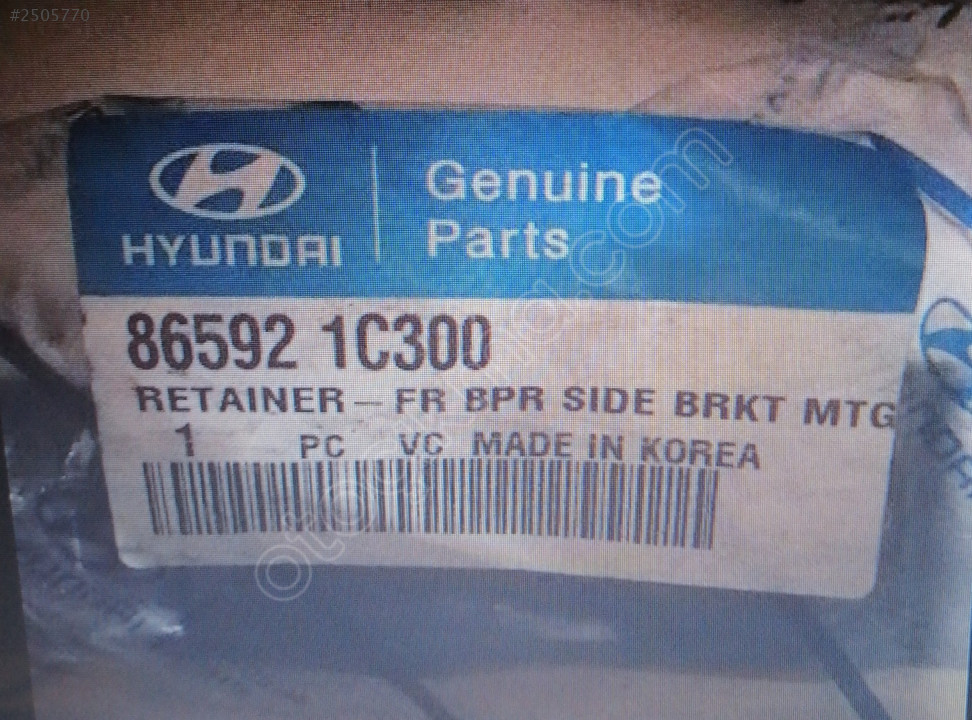 #2505770
HYUNDAI
Genuine
Parts
86592 1C300
RETAINER-FR BPR SIDE BRKT MTG
1 PC VC MADE IN KOREA